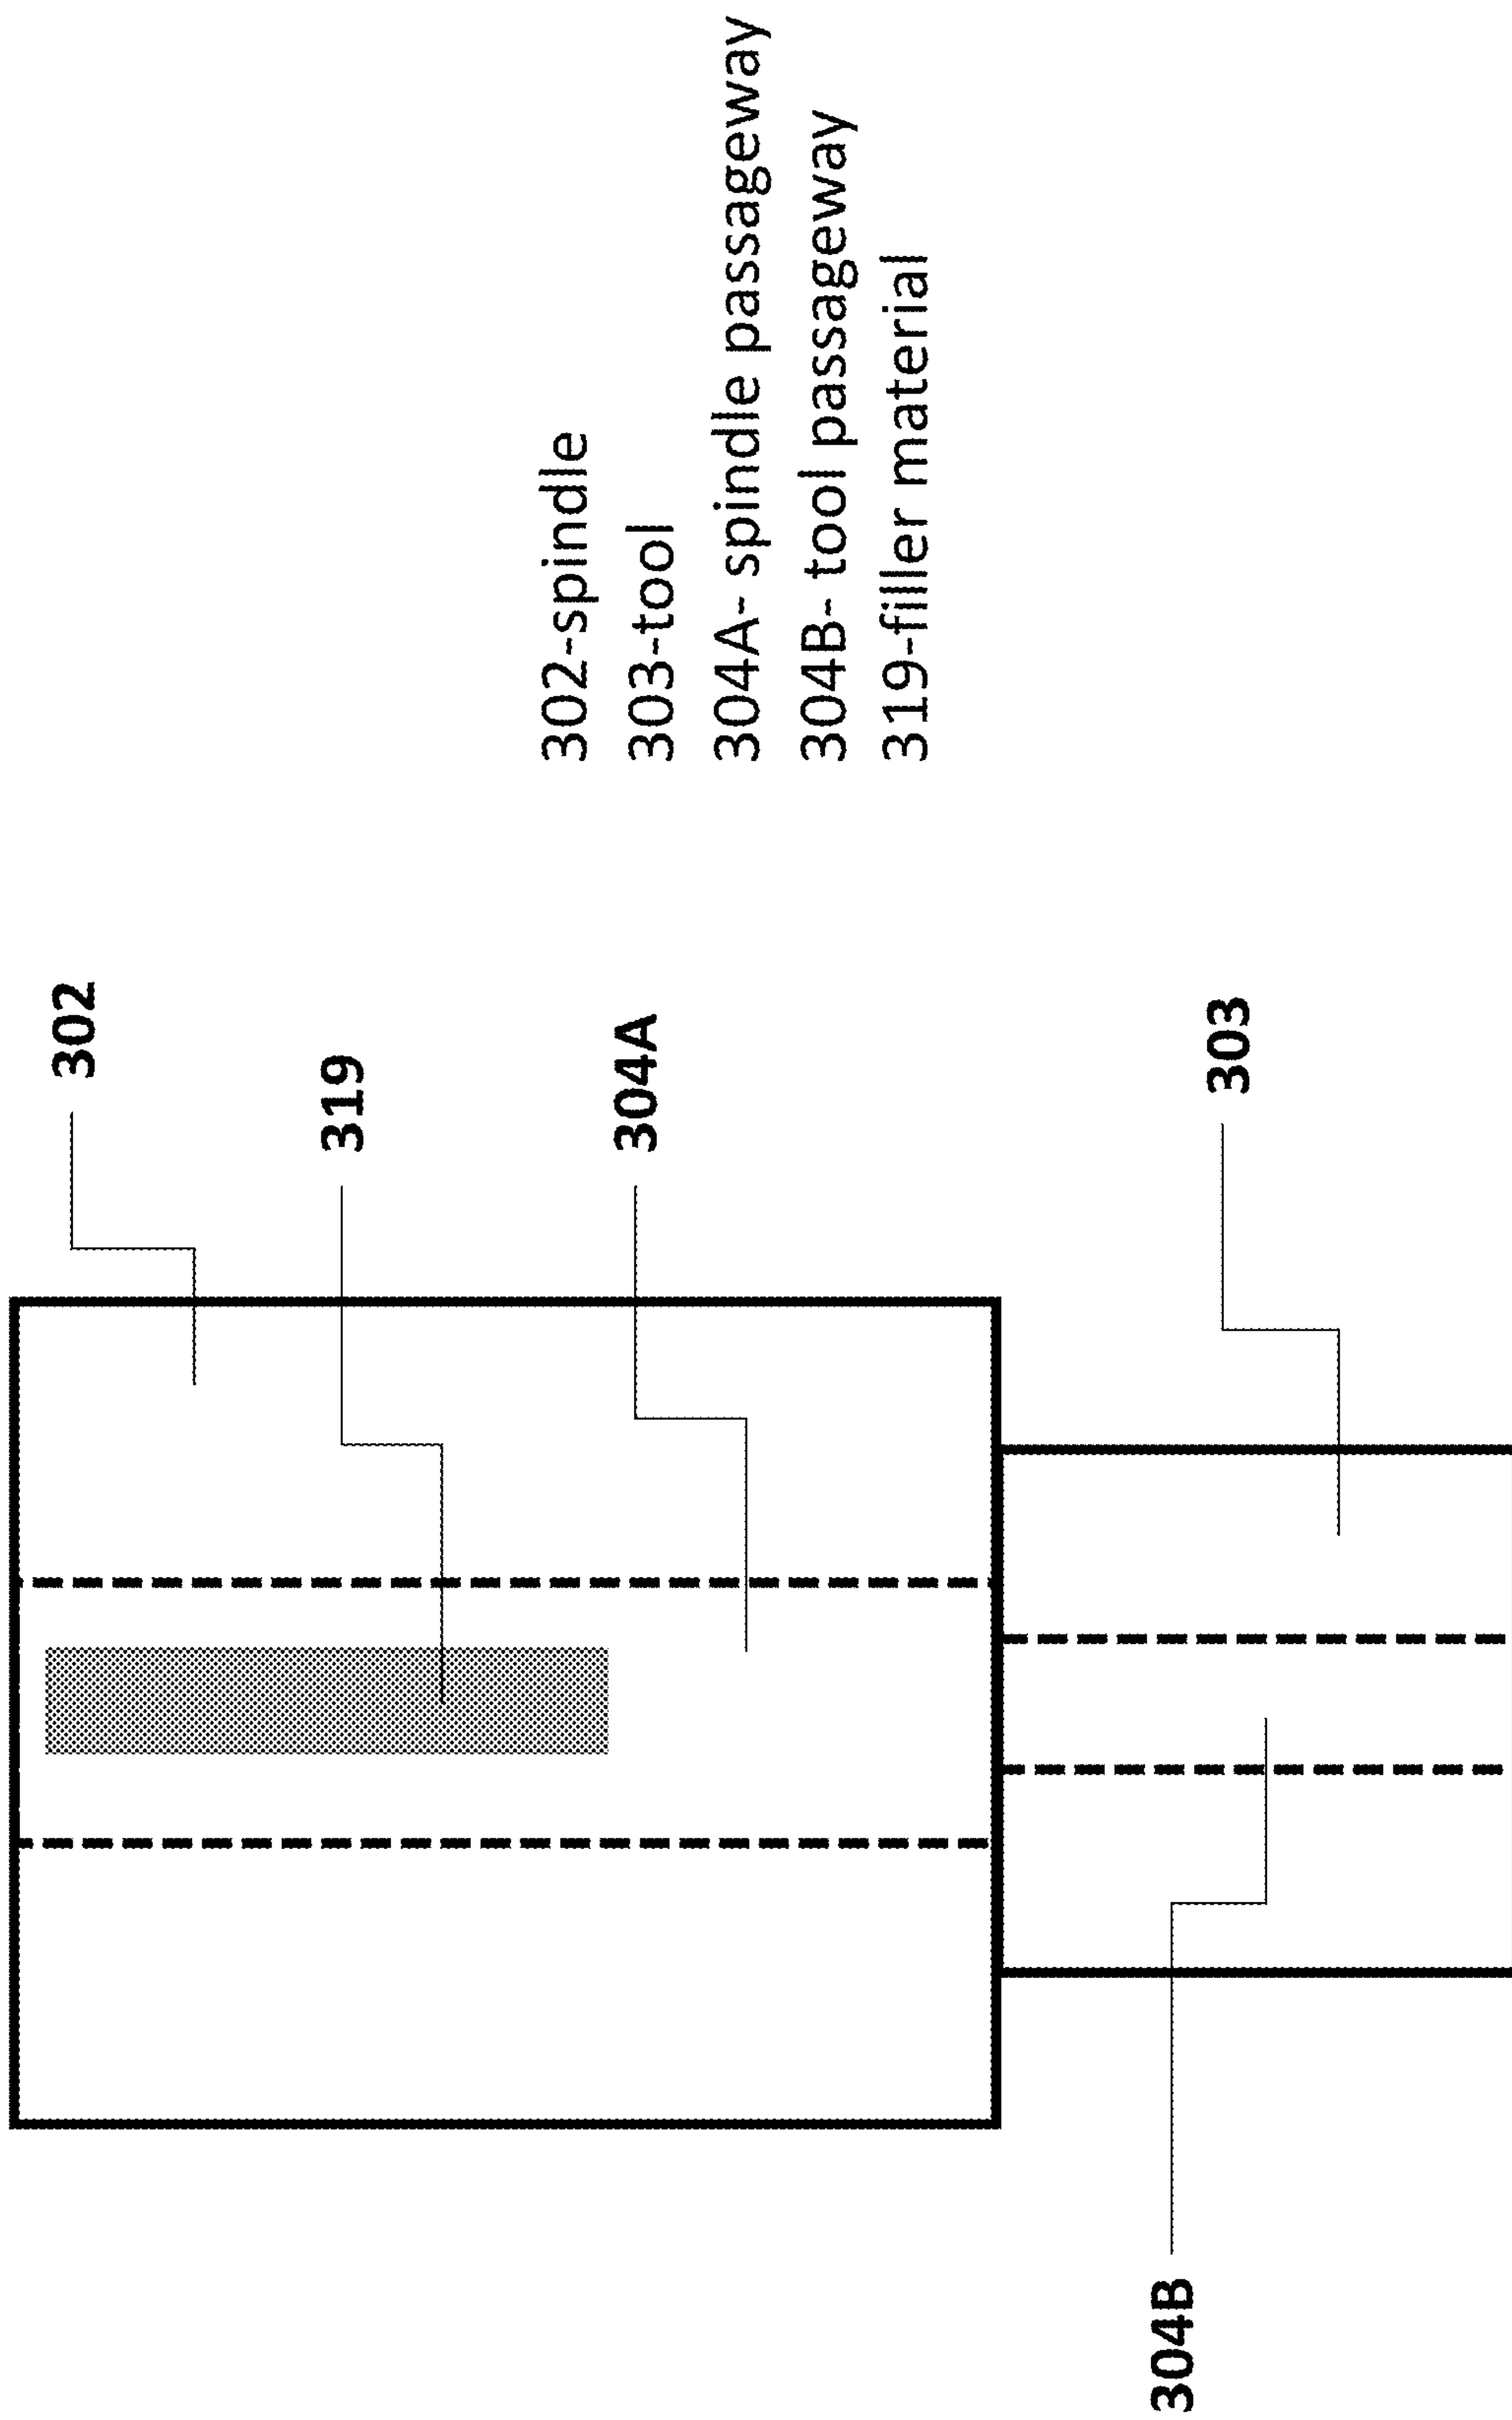 302-spindle
303-tool
304A- spindle passageway
304B- tool passageway
319-filler material
302
319
304A
303
304B